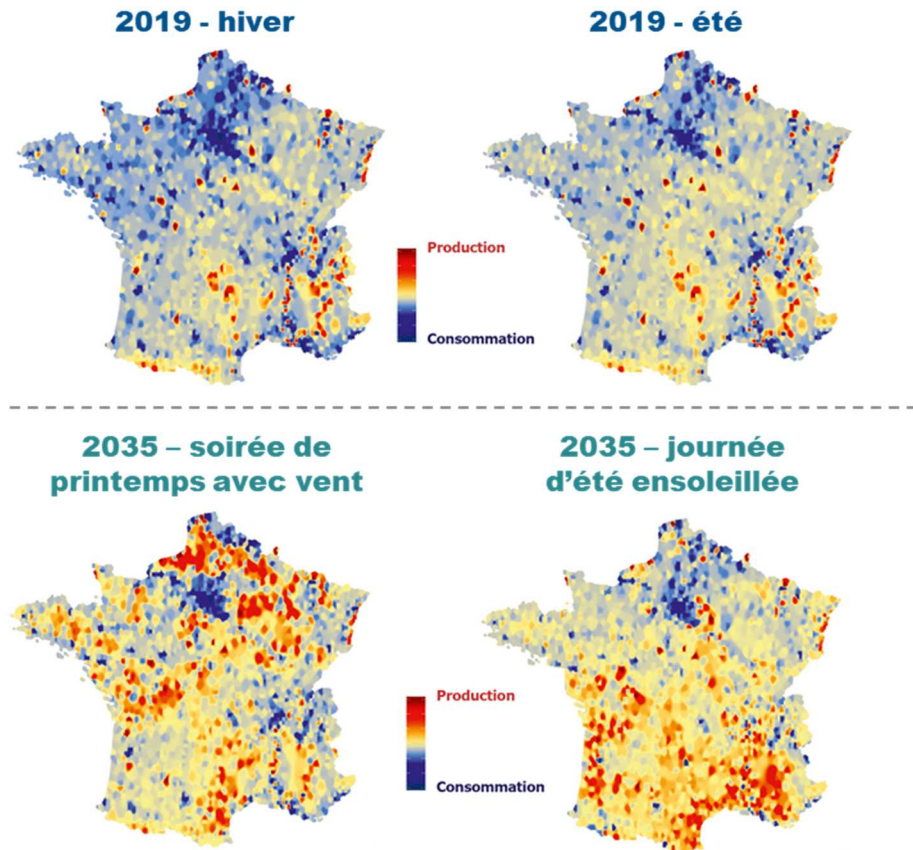 2019 - hiver
2019 - été
Production
Consommation
2035 – soirée de
printemps avec vent
2035 – journée
d’été ensoleillée
Production
Consommation